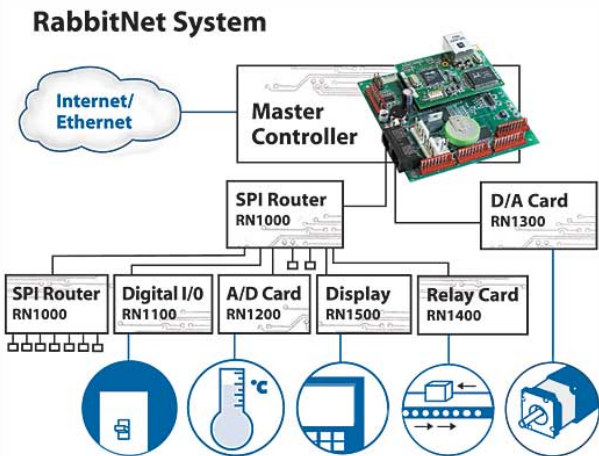 RabbitNet System
Internet/
Ethernet
Master
Controller
SPI Router
RN1000
D/A Card
RN1300
SPI Router
RN1000
Digital I/0
RN1100
A/D Card
RN1200
Display
RN1500
Relay Card
RN1400
°C